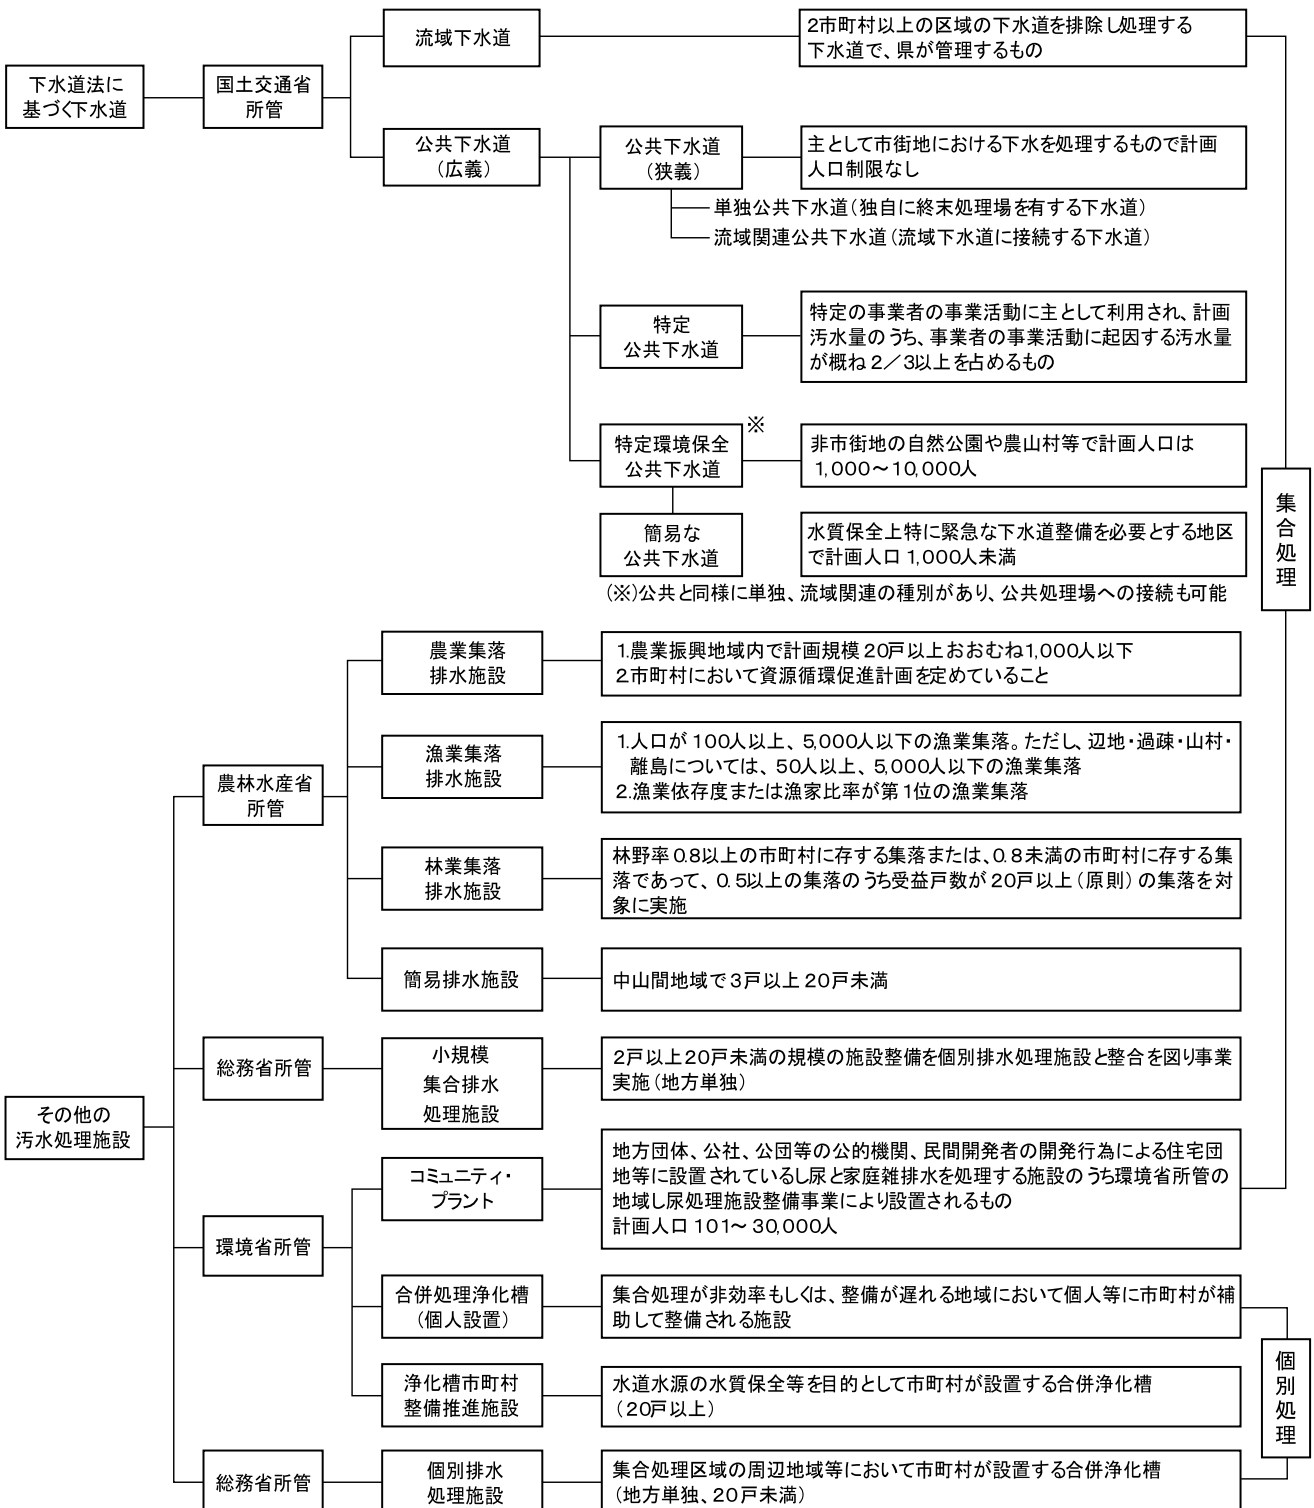 流域下水道
2市町村以上の区域の下水道を排除し処理する
下水道で、県が管理するもの
下水道法に
基づく下水道
国土交通省
所管
公共下水道
(広義)
公共下水道
(狭義)
主として市街地における下水を処理するもので計画
人口制限なし
単独公共下水道(独自に終末処理場を有する下水道)
流域関連公共下水道(流域下水道に接続する下水道)
特定
公共下水道
特定の事業者の事業活動に主として利用され、計画
汚水量のうち、事業者の事業活動に起因する汚水量
が概ね2/3以上を占めるもの
特定環境保全
公共下水道
※
非市街地の自然公園や農山村等で計画人口は
1,000~10,000人
簡易な
公共下水道
水質保全上特に緊急な下水道整備を必要とする地区
で計画人口1,000人未満
(※)公共と同様に単独、流域関連の種別があり、公共処理場への接続も可能
集合処理
農業集落
排水施設
1.農業振興地域内で計画規模20戸以上おおむね1,000人以下
2.市町村において資源循環促進計画を定めていること
漁業集落
排水施設
1.人口が100人以上、5,000人以下の漁業集落。ただし、辺地・過疎・山村・
離島については、50人以上、5,000人以下の漁業集落
2.漁業依存度または漁家比率が第1位の漁業集落
農林水産省
所管
林業集落
排水施設
林野率0.8以上の市町村に存する集落または、0.8未満の市町村に存する集
落であって、0.5以上の集落のうち受益戸数が20戸以上(原則)の集落を対
象に実施
簡易排水施設
中山間地域で3戸以上20戸未満
総務省所管
小規模
集合排水
処理施設
2戸以上20戸未満の規模の施設整備を個別排水処理施設と整合を図り事業
実施(地方単独)
その他の
汚水処理施設
コミュニティ・
プラント
地方団体、公社、公団等の公的機関、民間開発者の開発行為による住宅団
地等に設置されているし尿と家庭雑排水を処理する施設のうち環境省所管の
地域し尿処理施設整備事業により設置されるもの
計画人口101~30,000人
環境省所管
合併処理浄化槽
(個人設置)
集合処理が非効率もしくは、整備が遅れる地域において個人等に市町村が補
助して整備される施設
浄化槽市町村
整備推進施設
水道水源の水質保全等を目的として市町村が設置する合併浄化槽
(20戸以上)
個別処理
総務省所管
個別排水
処理施設
集合処理区域の周辺地域等において市町村が設置する合併浄化槽
(地方単独、20戸未満)